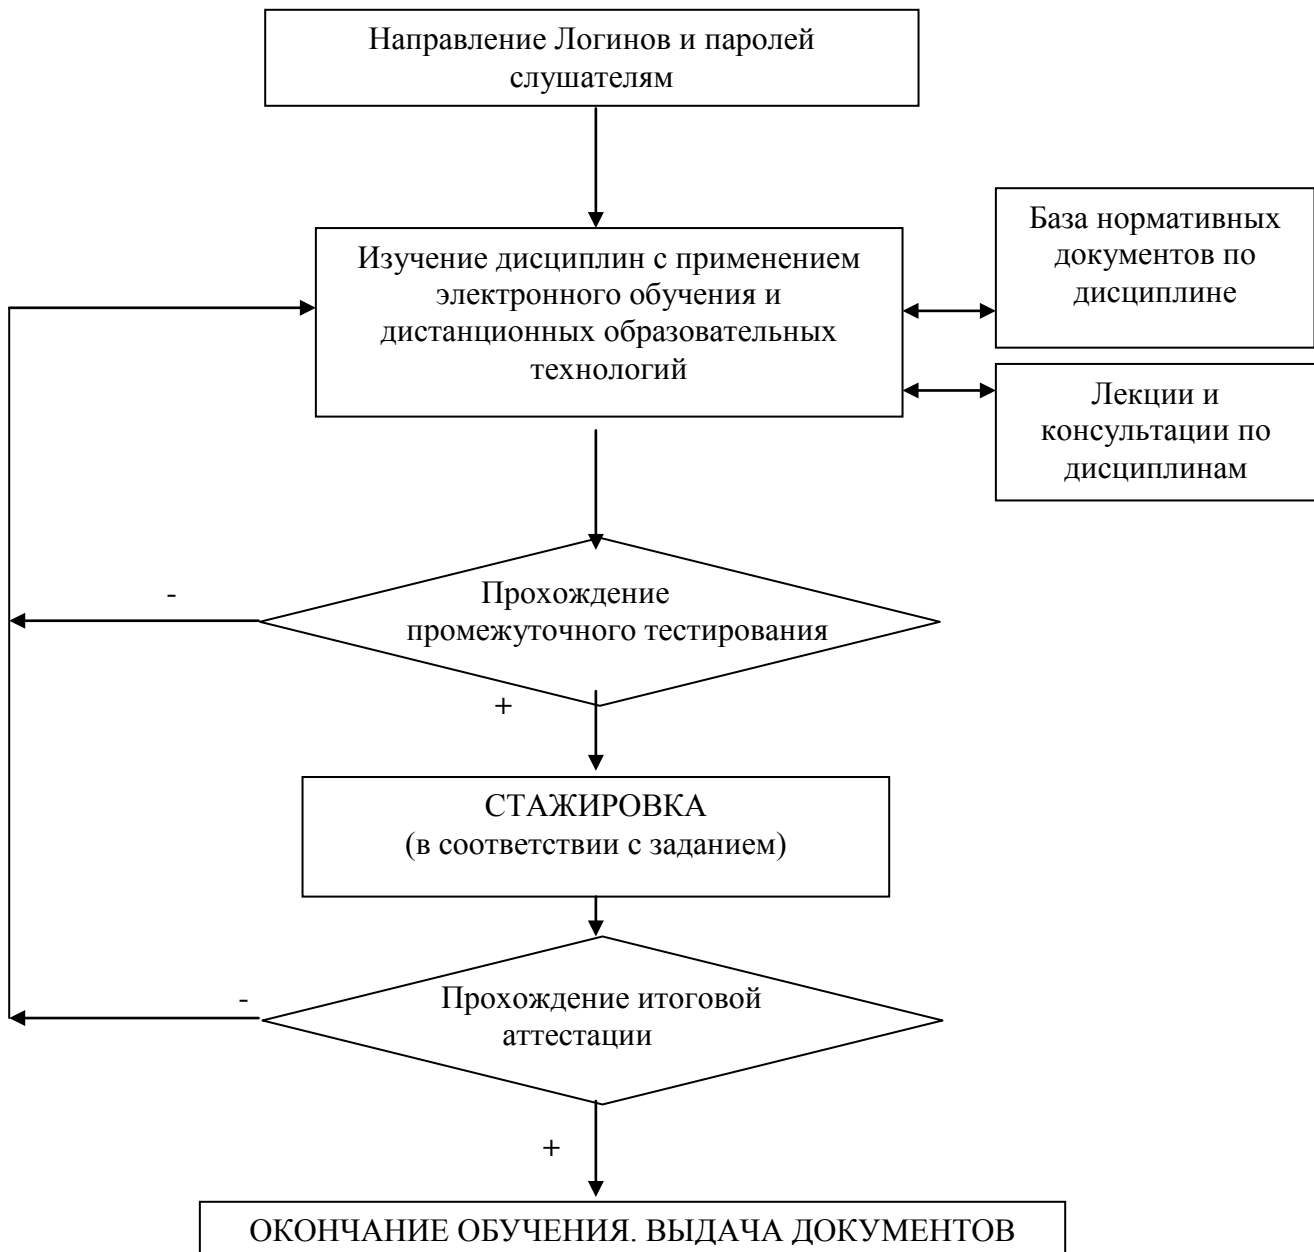 Направление Логинов и паролей
слушателям
Изучение дисциплин с применением
электронного обучения и
дистанционных образовательных
технологий
База нормативных
документов по
дисциплине
Лекции и
консультации по
дисциплинам
Прохождение
промежуточного тестирования
-
+
СТАЖИРОВКА
(в соответствии с заданием)
Прохождение итоговой
аттестации
-
+
ОКОНЧАНИЕ ОБУЧЕНИЯ. ВЫДАЧА ДОКУМЕНТОВ